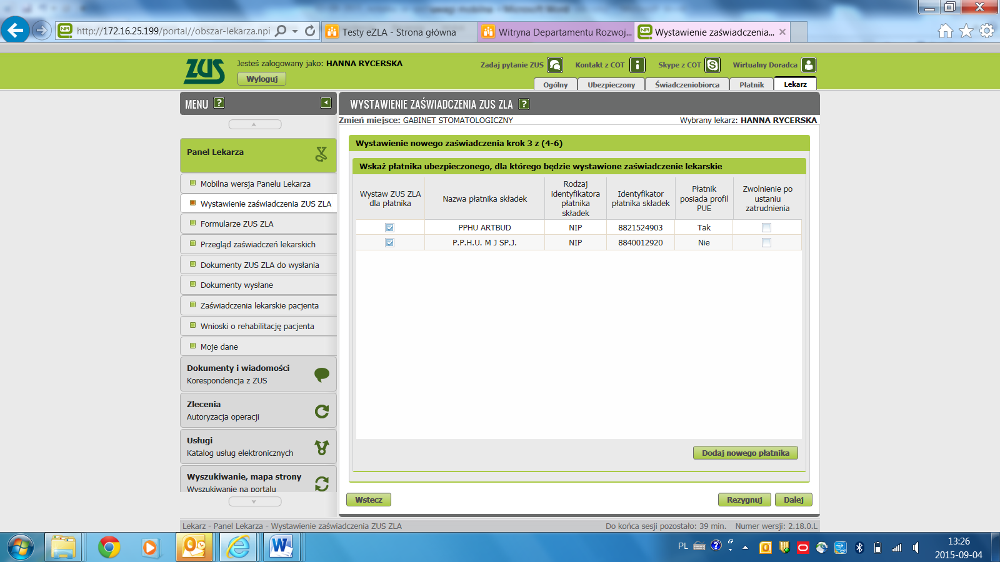 http://172.16.25.199/portal//obszar-lekarza.npi
Testy eZLA - Strona główna
Witryna Departamentu Rozwoj...
Wystawienie zaświadczenia...
ZUS
Jesteś zalogowany jako: HANNA RYCERSKA
Wyloguj
Zadaj pytanie ZUS
Kontakt z COT
Skype z COT
Wirtualny Doradca
Ogólny
Ubezpieczony
Świadczeniobiorca
Płatnik
Lekarz
MENU ?
WYSTAWIENIE ZAŚWIADCZENIA ZUS ZLA ?
Zmień miejsce: GABINET STOMATOLOGICZNY
Wybrany lekarz: HANNA RYCERSKA
Panel Lekarza
Mobilna wersja Panelu Lekarza
Wystawienie zaświadczenia ZUS ZLA
Formularze ZUS ZLA
Przegląd zaświadczeń lekarskich
Dokumenty ZUS ZLA do wysłania
Dokumenty wysłane
Zaświadczenia lekarskie pacjenta
Wnioski o rehabilitację pacjenta
Moje dane
Dokumenty i wiadomości
Korespondencja z ZUS
Zlecenia
Autoryzacja operacji
Usługi
Katalog usług elektronicznych
Wyszukiwanie, mapa strony
Wyszukiwanie na portalu
Wystawienie nowego zaświadczenia krok 3 z (4-6)
Wskaż płatnika ubezpieczonego, dla którego będzie wystawione zaświadczenie lekarskie
Wystaw ZUS ZLA
dla płatnika
Nazwa płatnika składek
Rodzaj
identyfikatora
płatnika
składek
Identyfikator
płatnika składek
Płatnik
posiada profil
PUE
Zwolnienie po
ustaniu
zatrudnienia
PPHU ARTBUD NIP 8821524903 Tak
P.P.H.U. M J SP.J. NIP 8840012920 Nie
Dodaj nowego płatnika
Wstecz
Rezygnuj
Dalej
Lekarz - Panel Lekarza - Wystawienie zaświadczenia ZUS ZLA
Do końca sesji pozostało: 39 min.
Numer wersji: 2.18.0.L
PL
13:26
2015-09-04